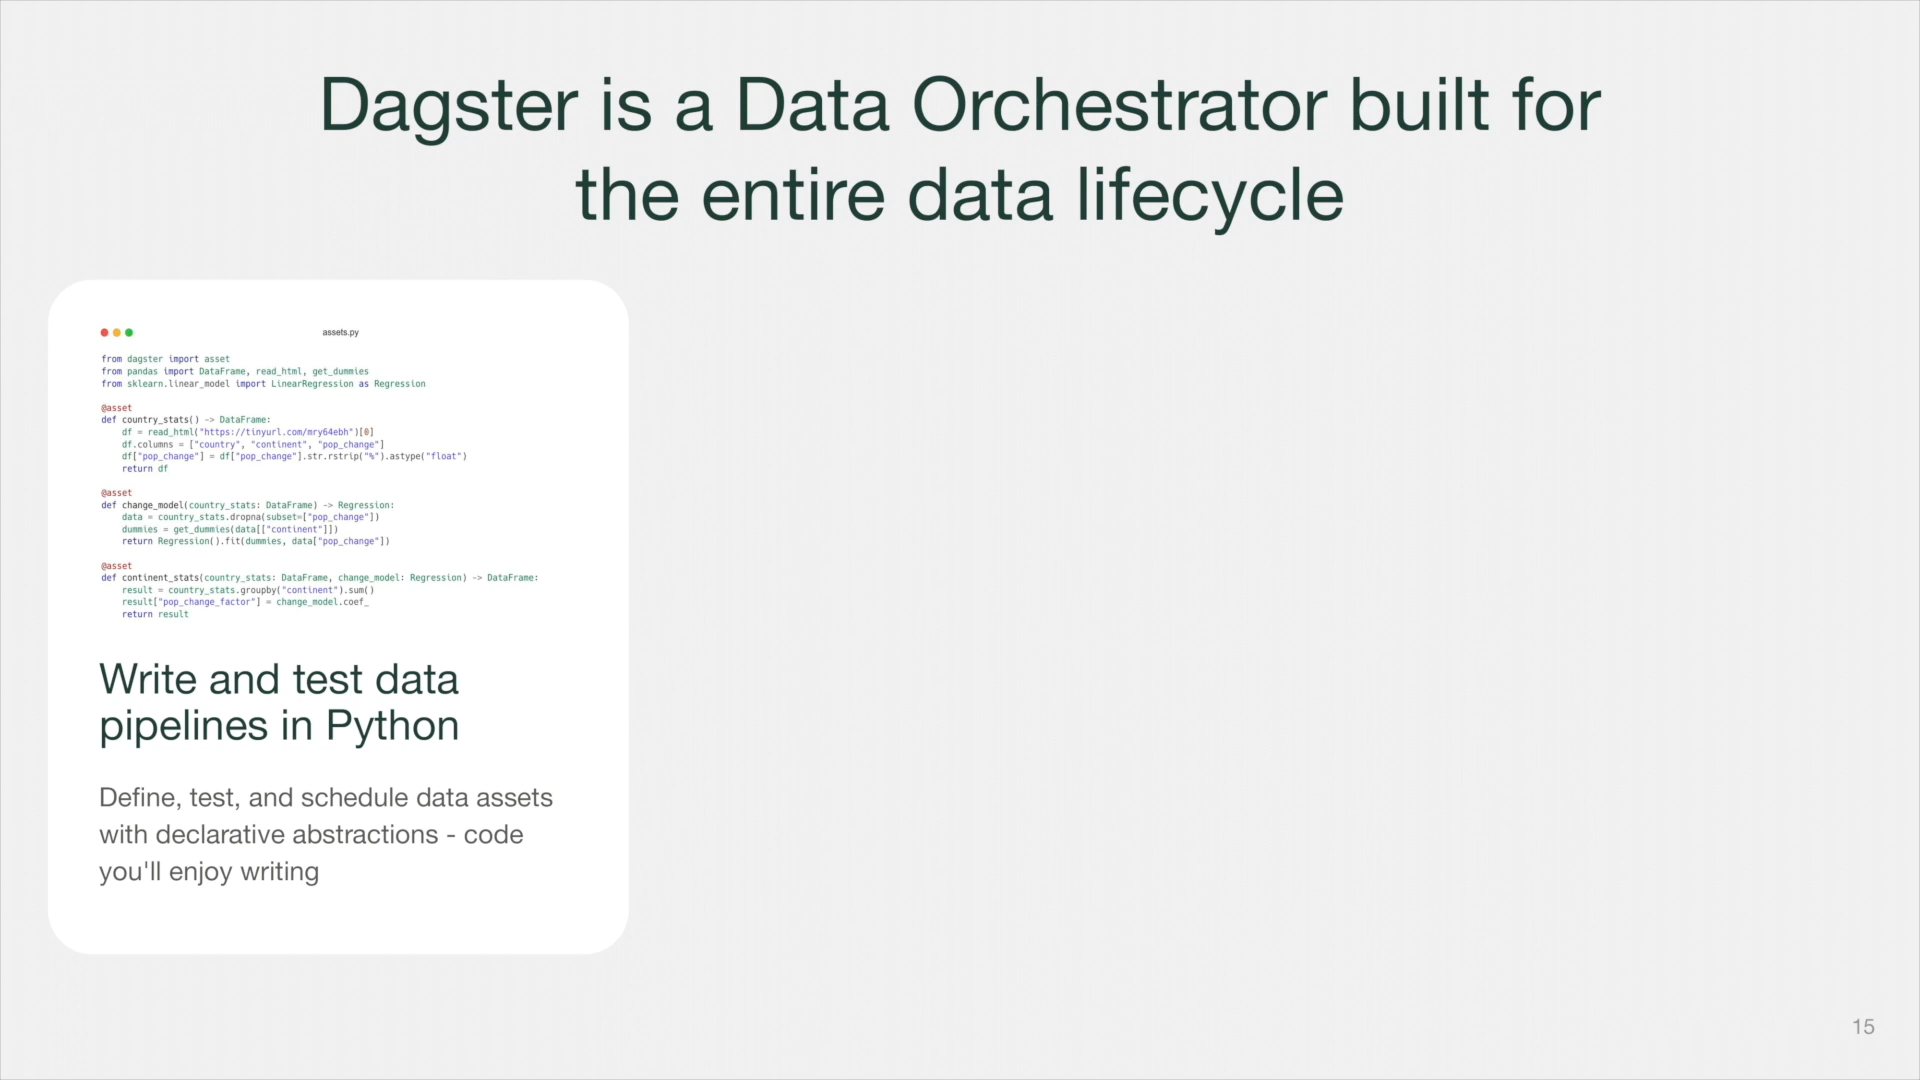 Dagster is a Data Orchestrator built for
the entire data lifecycle
assets.py
from dagster import asset
from pandas import DataFrame, read_html, get_dummies
from sklearn.linear_model import LinearRegression as Regression
@asset
def country_stats() -> DataFrame:
    df = read_html("https://tinyurl.com/mry64ebh")[0]
    df.columns = ["country", "continent", "pop_change"]
    df["pop_change"] = df["pop_change"].str.rstrip("%").astype("float")
    return df
@asset
def change_model(country_stats: DataFrame) -> Regression:
    data = country_stats.dropna(subset=["pop_change"])
    dummies = get_dummies(data[["continent"]])
    return Regression().fit(dummies, data["pop_change"])
@asset
def continent_stats(country_stats: DataFrame, change_model: Regression) -> DataFrame:
    result = country_stats.groupby("continent").sum()
    result["pop_change_factor"] = change_model.coef_
    return result
Write and test data
pipelines in Python
Define, test, and schedule data assets
with declarative abstractions - code
you'll enjoy writing
15